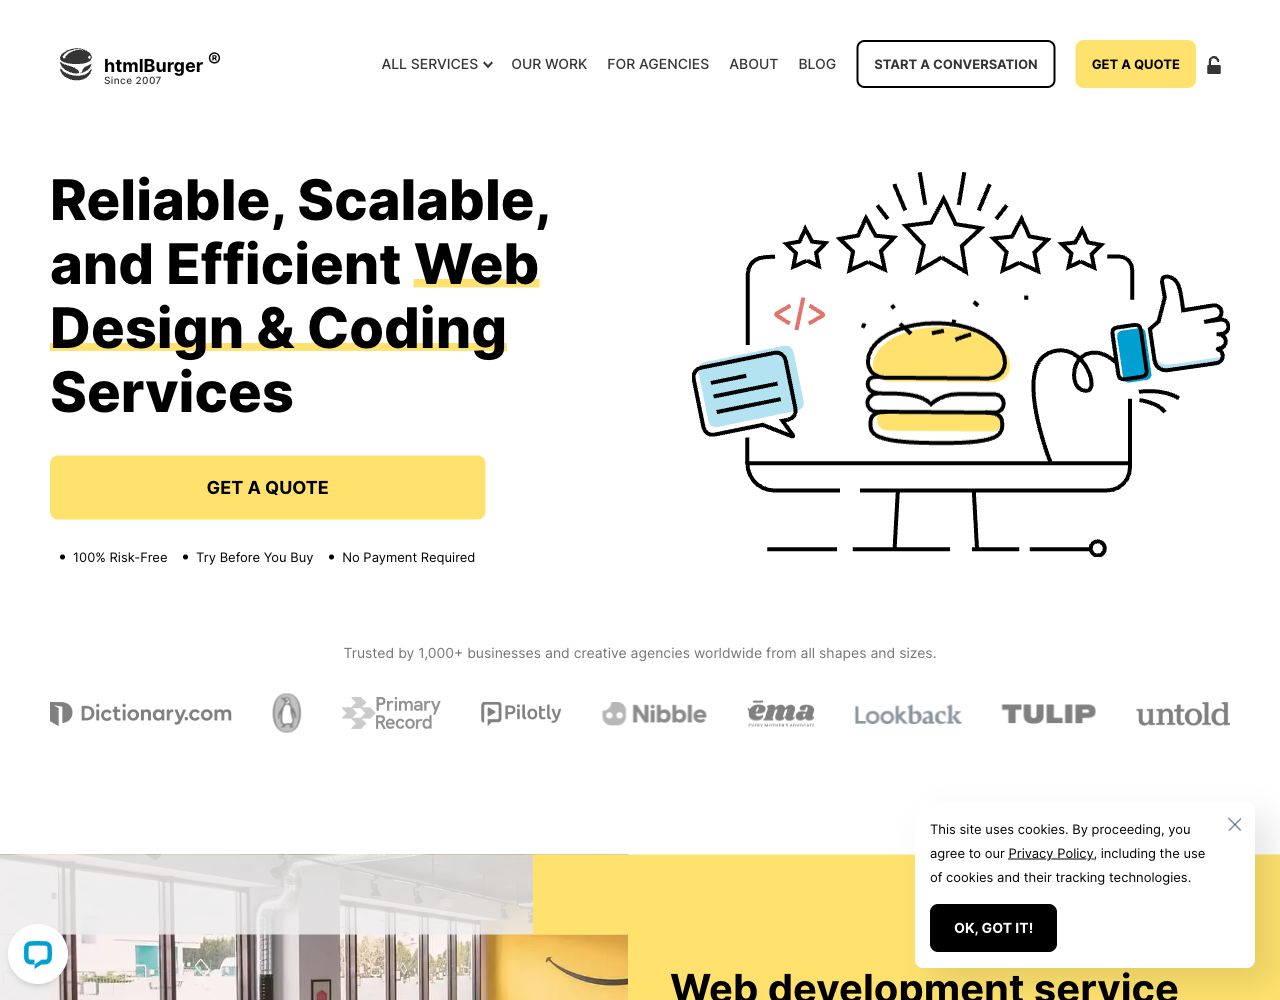 htmlBurger ®
Since 2007
ALL SERVICES
OUR WORK
FOR AGENCIES
ABOUT
BLOG
START A CONVERSATION
GET A QUOTE
Reliable, Scalable,
and Efficient Web
Design & Coding
Services
GET A QUOTE
• 100% Risk-Free • Try Before You Buy • No Payment Required
</>
Trusted by 1,000+ businesses and creative agencies worldwide from all shapes and sizes.
Dictionary.com
Primary
Record
Pilotly
Nibble
ēma
EVERY MOTHER'S ADVOCATE
Lookback
TULIP
untold
This site uses cookies. By proceeding, you
agree to our Privacy Policy, including the use
of cookies and their tracking technologies.
OK, GOT IT!
Web development service